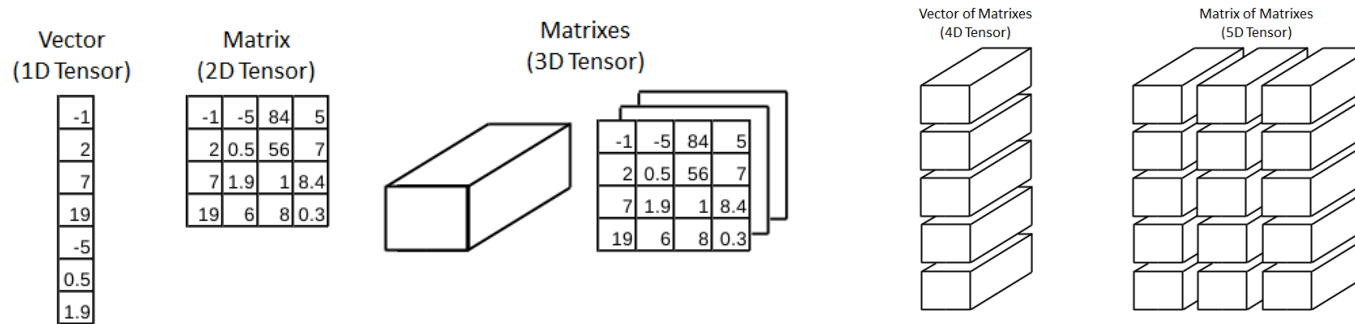 Vector
(1D Tensor)
-1
2
7
19
-5
0.5
1.9
Matrix
(2D Tensor)
-1 -5 84 5
2 0.5 56 7
7 1.9 1 8.4
19 6 8 0.3
Matrixes
(3D Tensor)
-1 -5 84 5
2 0.5 56 7
7 1.9 1 8.4
19 6 8 0.3
Vector of Matrixes
(4D Tensor)
Matrix of Matrixes
(5D Tensor)